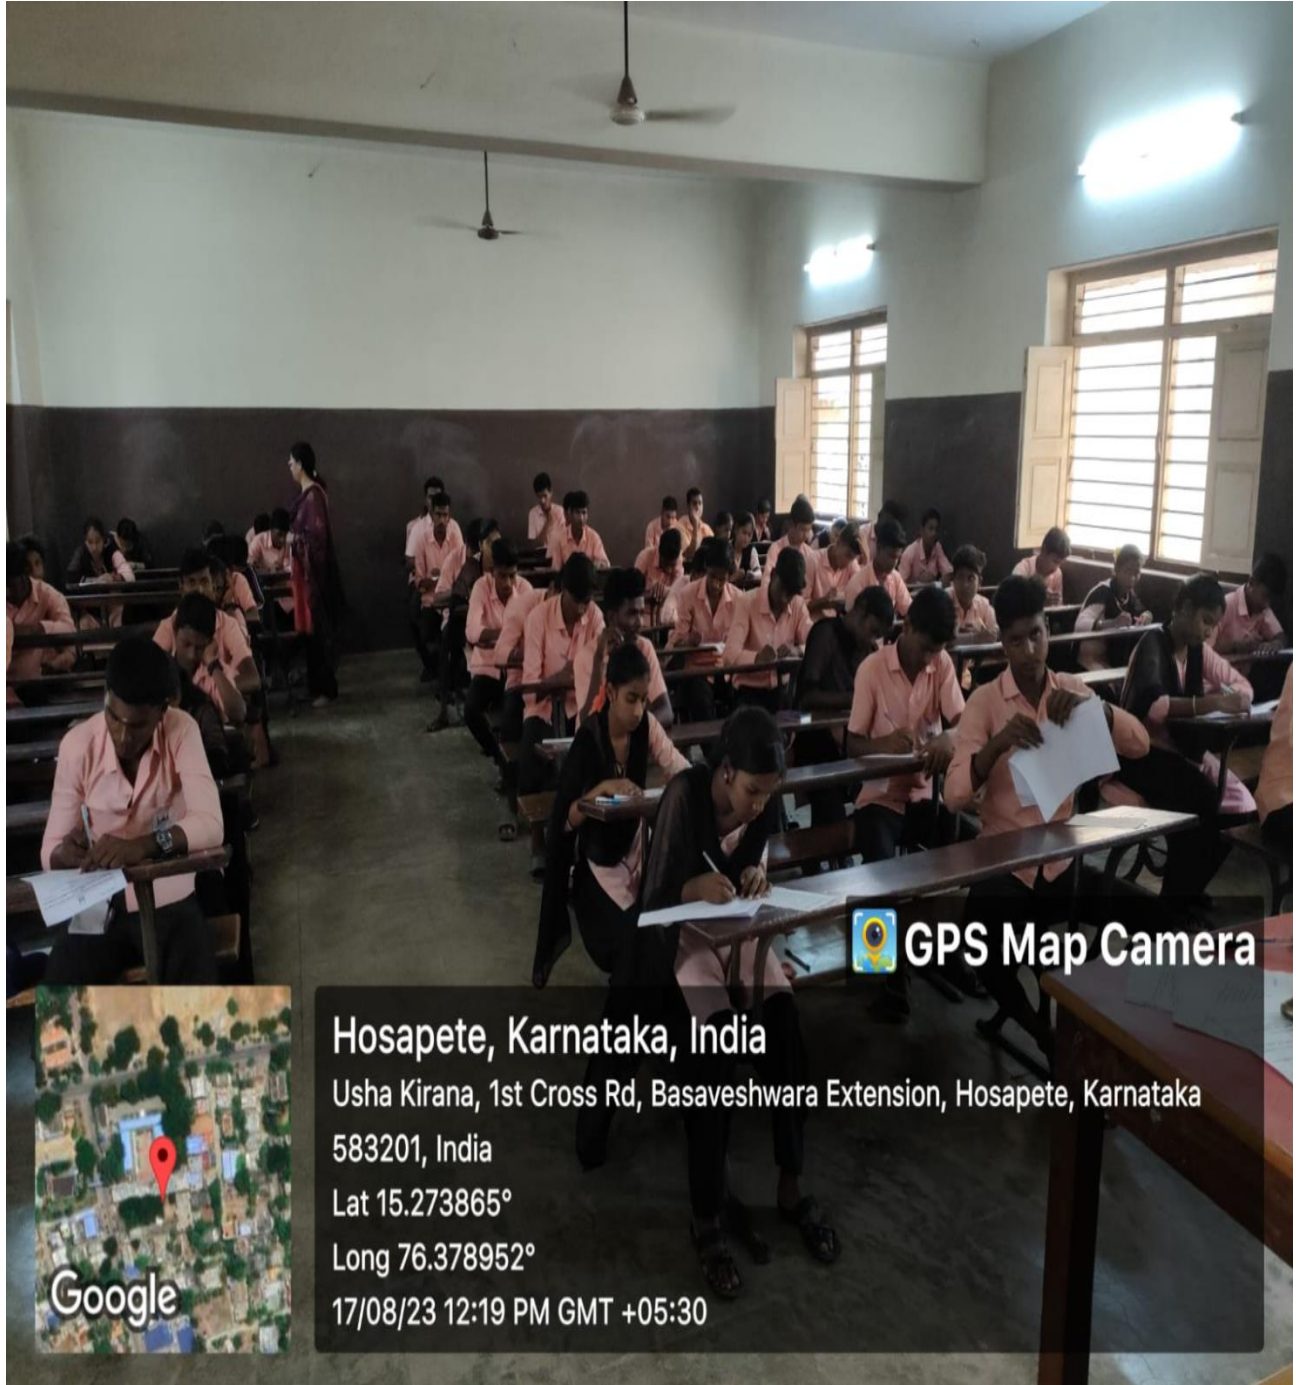 GPS Map Camera
Hosapete, Karnataka, India
Usha Kirana, 1st Cross Rd, Basaveshwara Extension, Hosapete, Karnataka
583201, India
Lat 15.273865°
Long 76.378952°
17/08/23 12:19 PM GMT +05:30
Google